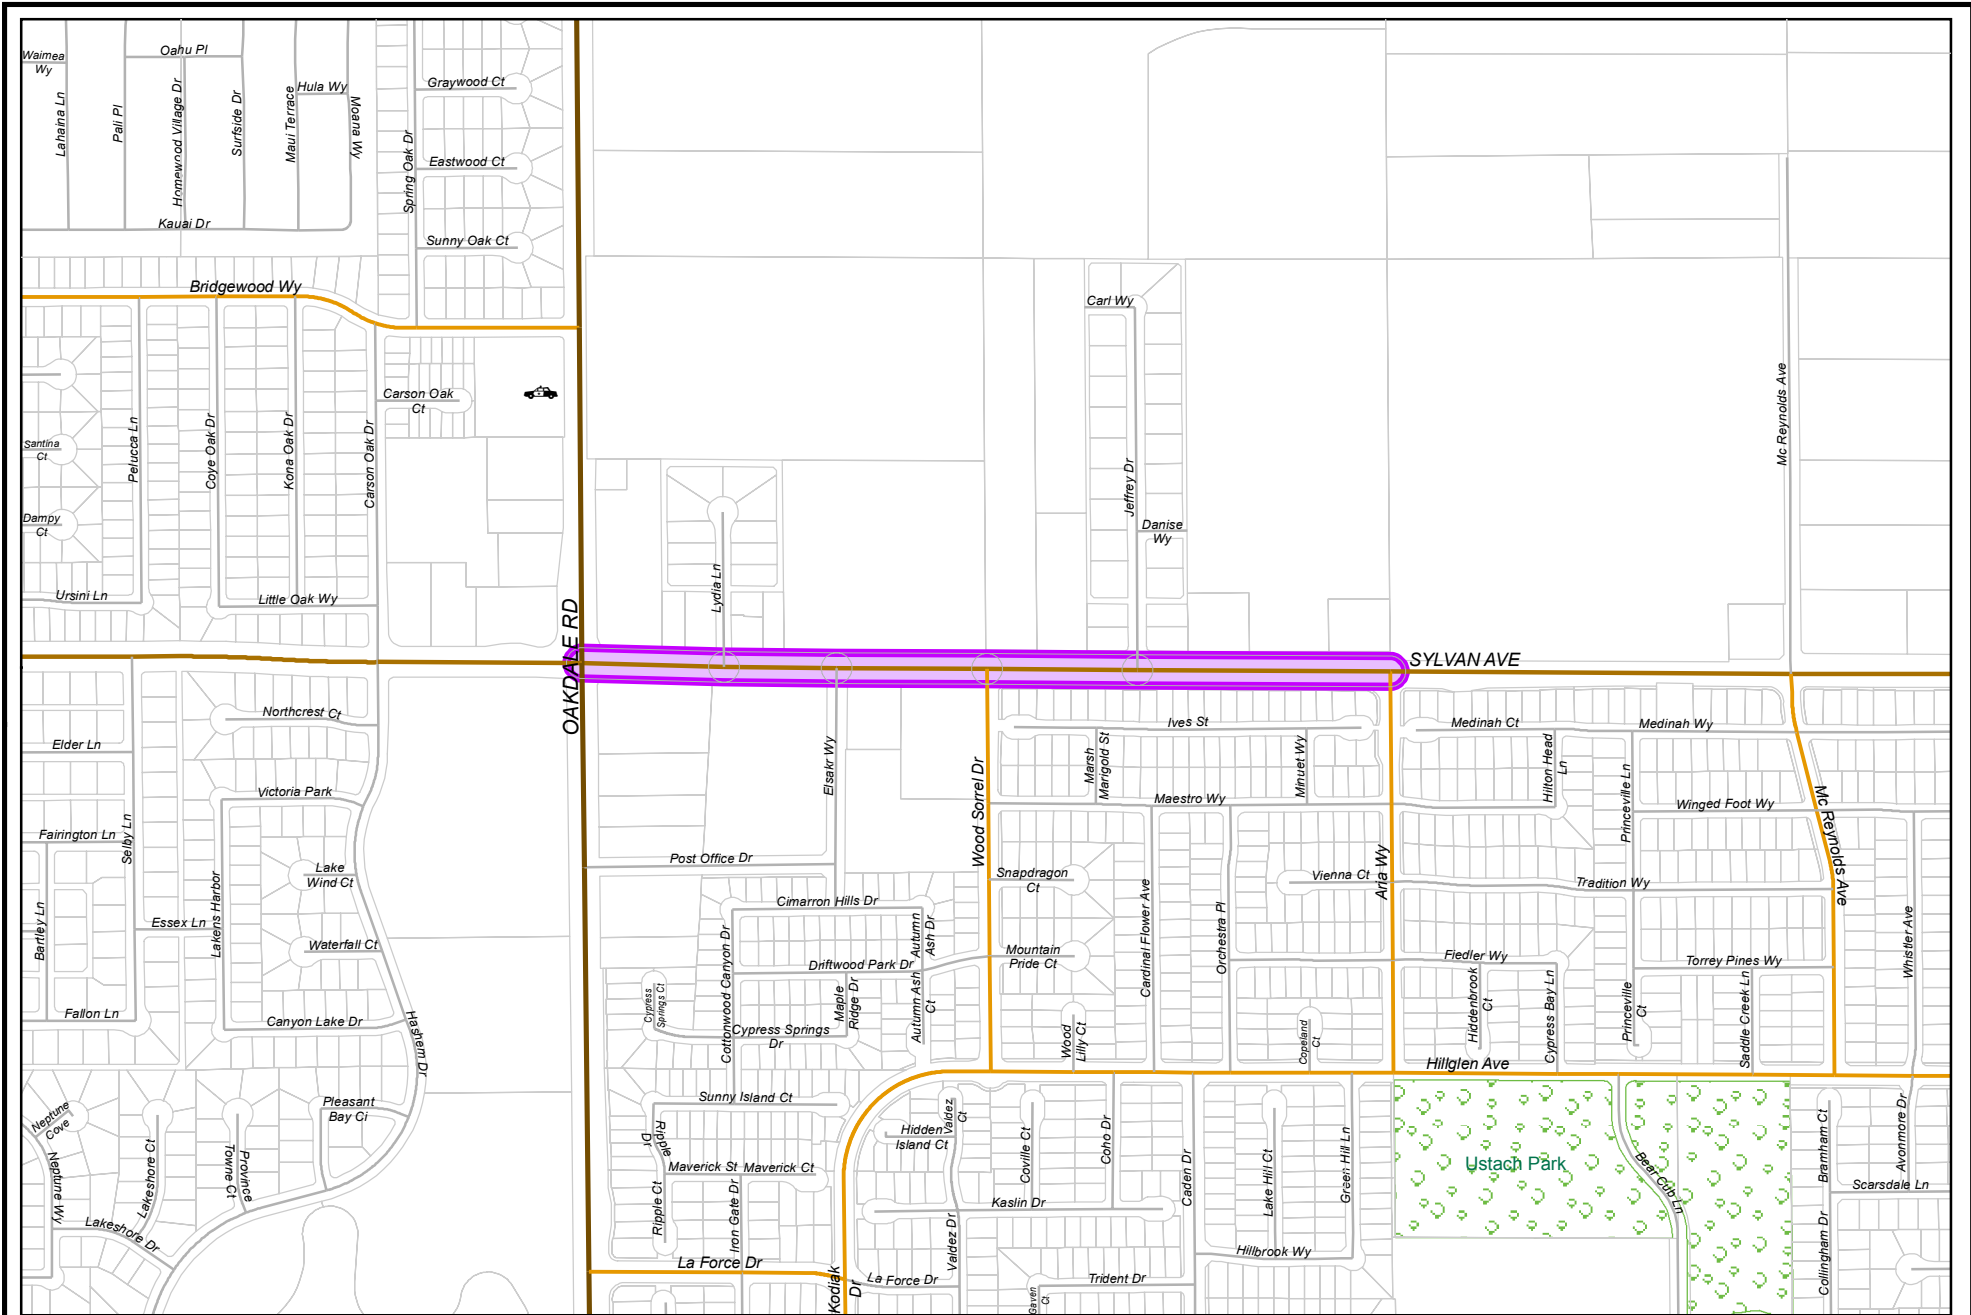 Waimea
Wy
Oahu Pl
Lahaina Ln
Pali Pl
Homewood Village Dr
Surfside Dr
Maui Terrace
Hula Wy
Moana Wy
Kauai Dr
Spring Oak Dr
Graywood Ct
Eastwood Ct
Sunny Oak Ct
Bridgewood Wy
Carl Wy
Carson Oak
Ct
Santina
Ct
Dampy
Ct
Pelucca Ln
Coye Oak Dr
Kona Oak Dr
Carson Oak Dr
Jeffrey Dr
Danise
Wy
Mc Reynolds Ave
Ursini Ln
Little Oak Wy
Lydia Ln
OAKDALE RD
SYLVAN AVE
Northcrest Ct
Elder Ln
Selby Ln
Victoria Park
Fairington Ln
Lake
Wind Ct
Bartley Ln
Essex Ln
Lakens Harbor
Waterfall Ct
Fallon Ln
Canyon Lake Dr
Hashem Dr
Elsakr Wy
Post Office Dr
Wood Sorrel Dr
Ives St
Marsh
Marigold St
Minuet Wy
Maestro Wy
Medinah Ct
Medinah Wy
Hilton Head
Ln
Princeville Ln
Winged Foot Wy
Mc Reynolds Ave
Snapdragon
Ct
Vienna Ct
Aria Wy
Tradition Wy
Cimarron Hills Dr
Autumn
Ash Dr
Cottonwood Canyon Dr
Driftwood Park Dr
Mountain
Pride Ct
Cardinal Flower Ave
Orchestra Pl
Fiedler Wy
Torrey Pines Wy
Whistler Ave
Cypress
Springs Ct
Cypress Springs
Dr
Maple
Ridge Dr
Autumn Ash
Ct
Wood
Lilly Ct
Copeland
Ct
Hiddenbrook
Ct
Cypress Bay Ln
Princeville
Ct
Saddle Creek Ln
Hillglen Ave
Neptune
Cove
Neptune Wy
Lakeshore Ct
Lakeshore Dr
Province
Towne Ct
Pleasant
Bay Ci
Sunny Island Ct
Ripple
Dr
Maverick St
Maverick Ct
Ripple Ct
Iron Gate Dr
La Force Dr
Kodiak
Dr
La Force Dr
Hidden
Island Ct
Valdez
Ct
Coville Ct
Coho Dr
Kaslin Dr
Valdez Dr
Caden Dr
Lake Hill Ct
Green Hill Ln
Hillbrook Wy
Trident Dr
Gaven
Ct
Ustach Park
Bear Cub Ln
Bramham Ct
Avonmore Dr
Scarsdale Ln
Collingham Dr